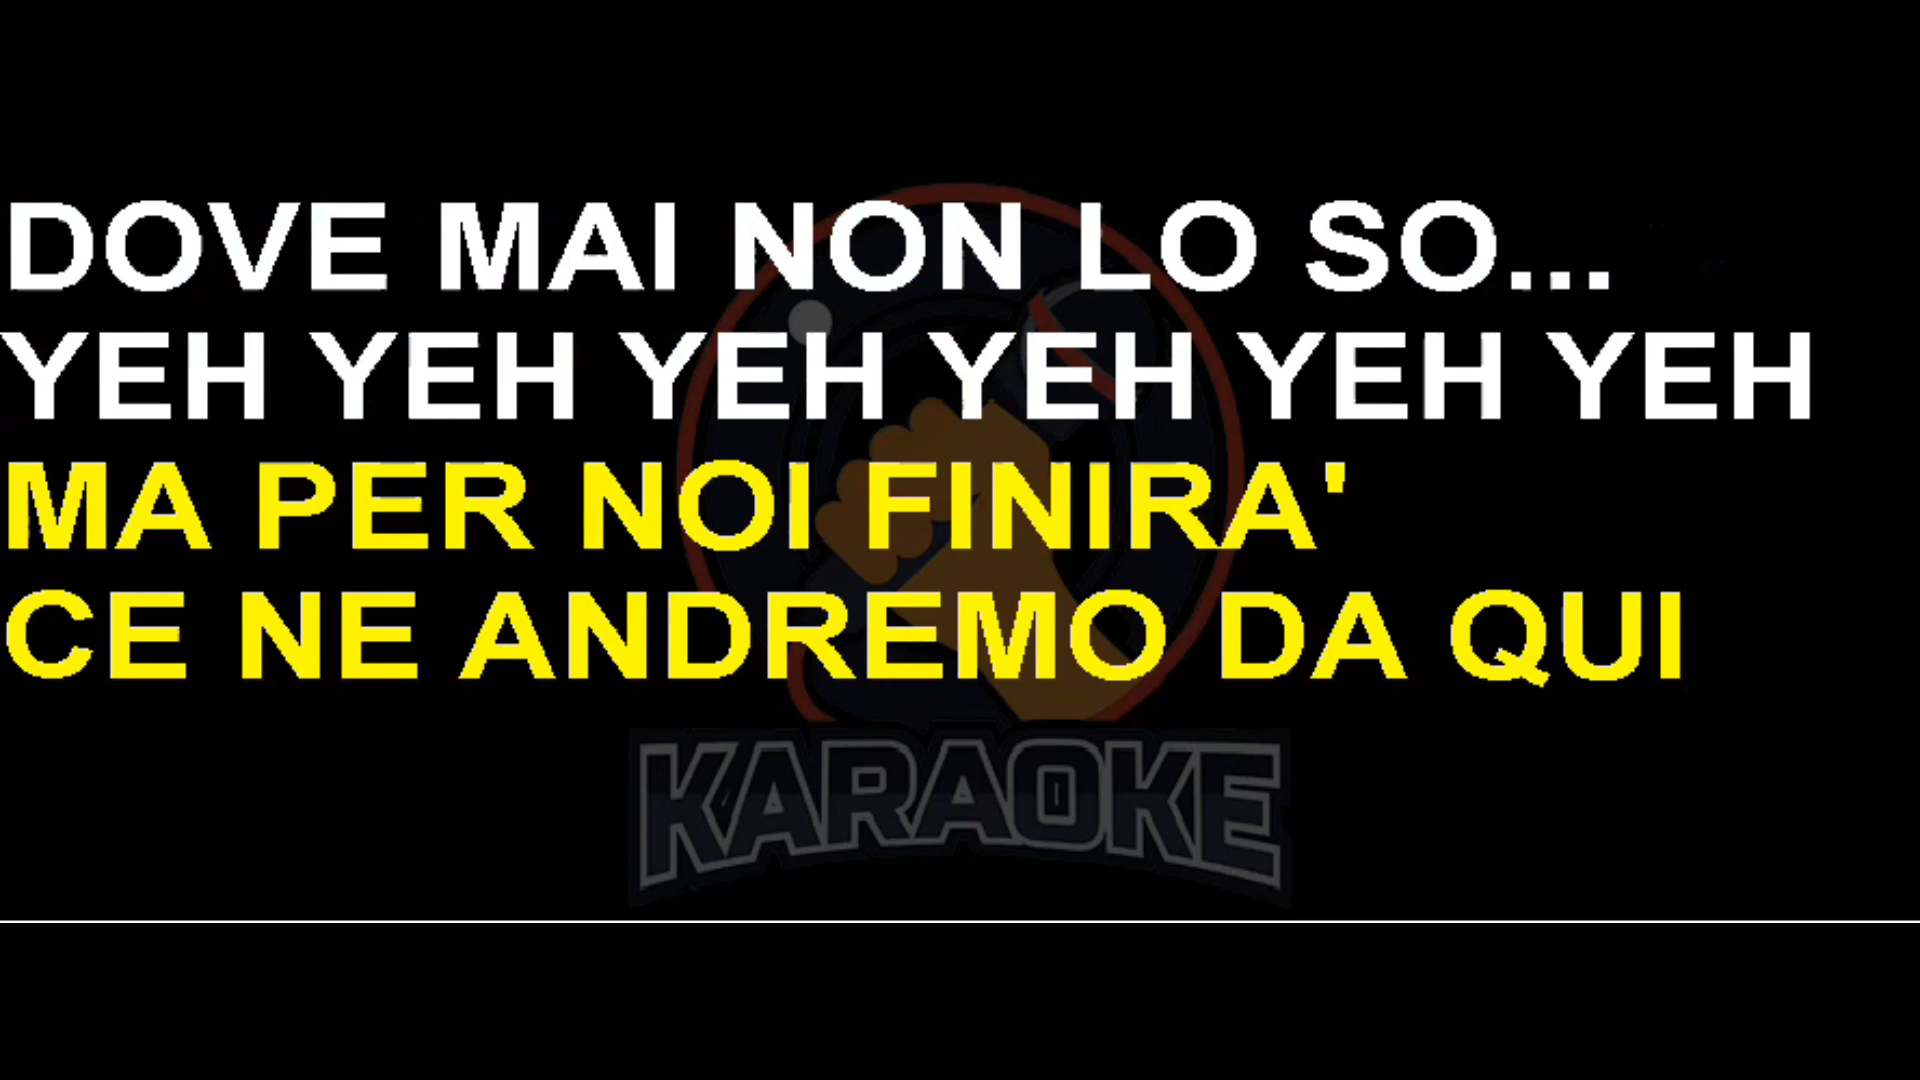 DOVE MAI NON LO SO...
YEH YEH YEH YEH YEH YEH
MA PER NOI FINIRA'
CE NE ANDREMO DA QUI
KARAOKE